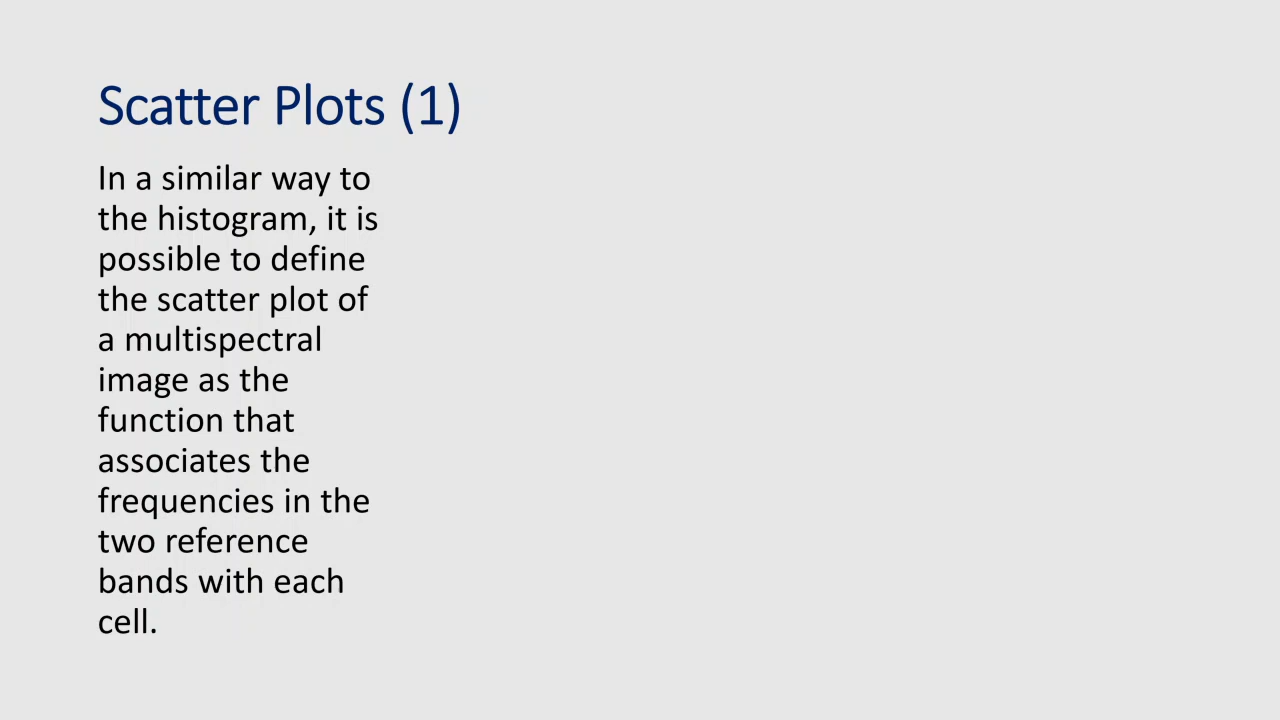 Scatter Plots (1)
In a similar way to
the histogram, it is
possible to define
the scatter plot of
a multispectral
image as the
function that
associates the
frequencies in the
two reference
bands with each
cell.